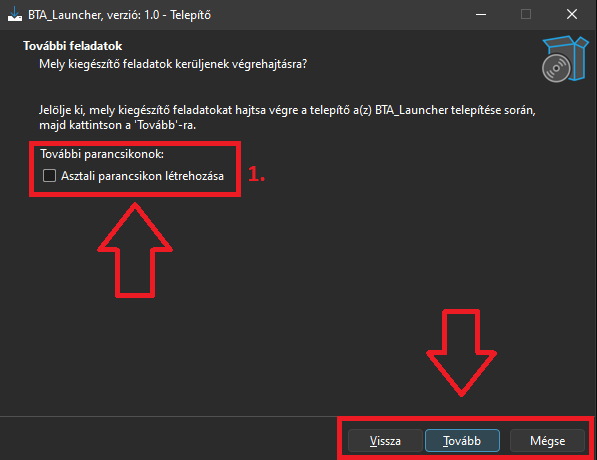 BTA_Launcher, verzió: 1.0 - Telepítő
További feladatok
Mely kiegészítő feladatok kerüljenek végrehajtásra?
Jelölje ki, mely kiegészítő feladatokat hajtsa végre a telepítő a(z) BTA_Launcher telepítése során,
majd kattintson a 'Tovább'-ra.
További parancsikonok:
Asztali parancsikon létrehozása 1.
Vissza Tovább Mégse